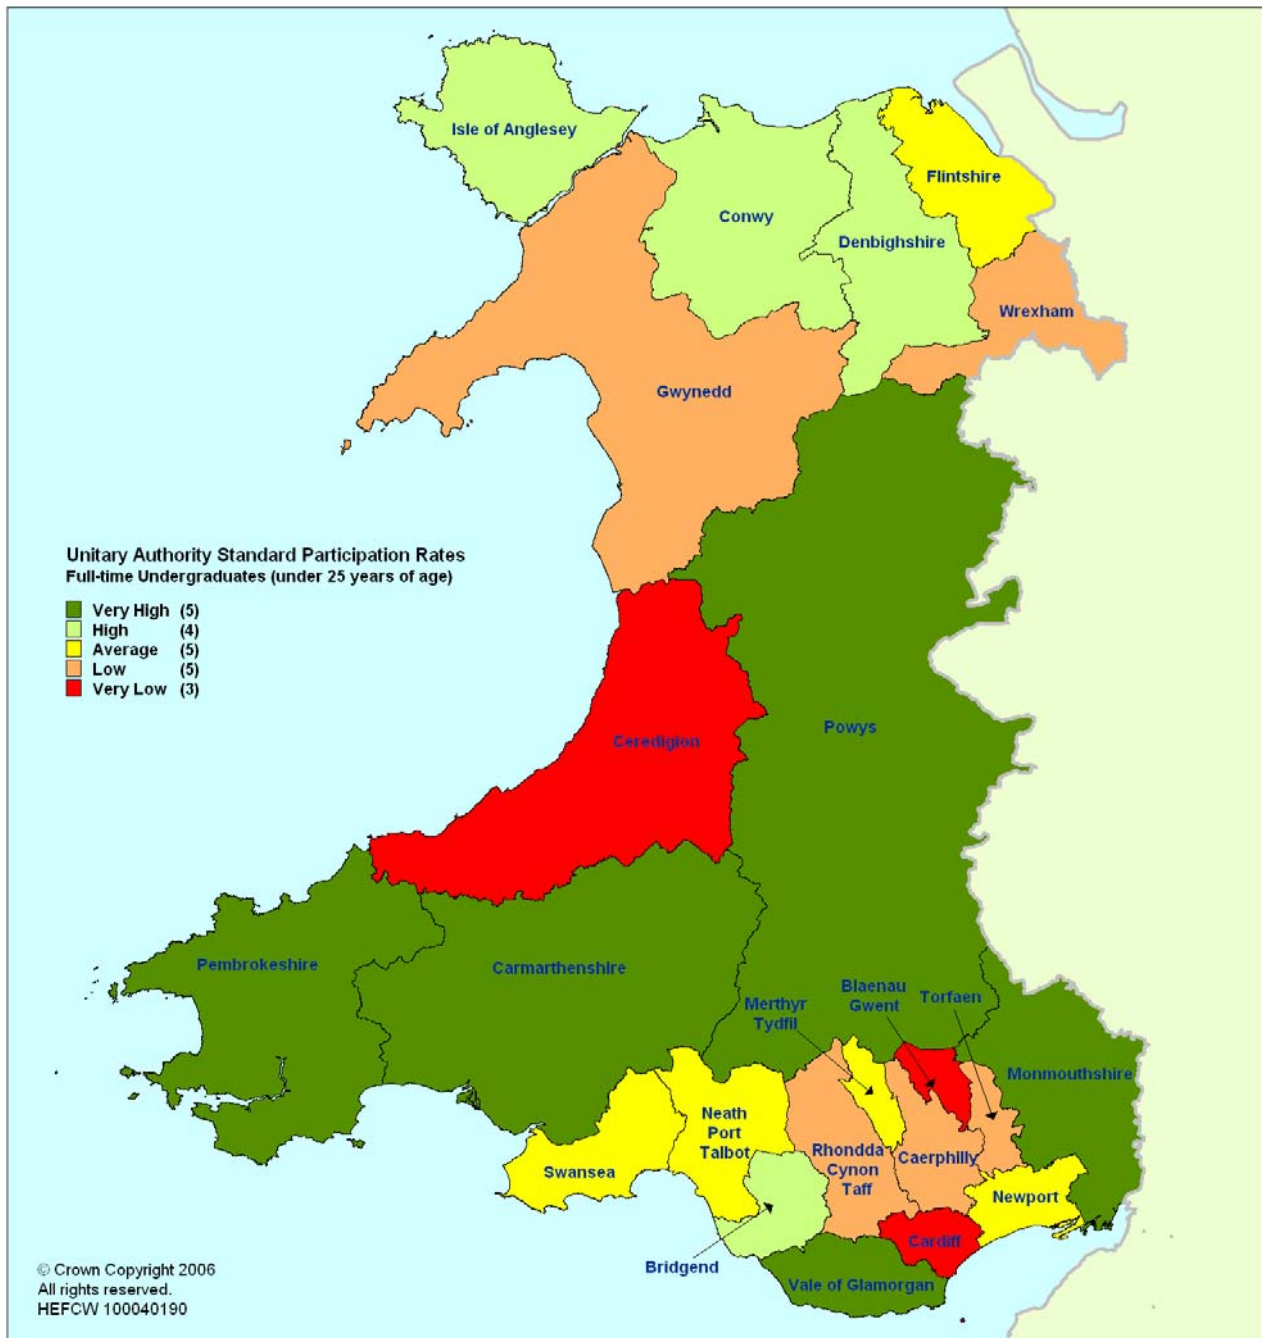 Isle of Anglesey
Flintshire
Conwy
Denbighshire
Wrexham
Gwynedd
Unitary Authority Standard Participation Rates
Full-time Undergraduates (under 25 years of age)
Very High (5)
High (4)
Average (5)
Low (5)
Very Low (3)
Powys
Ceredigion
Pembrokeshire
Carmarthenshire
Merthyr
Tydfil
Blaenau
Gwent
Torfaen
Monmouthshire
Neath
Port
Talbot
Swansea
Rhondda
Cynon
Taff
Caerphilly
Newport
Cardiff
Bridgend
Vale of Glamorgan
© Crown Copyright 2006
All rights reserved.
HEFCW 100040190